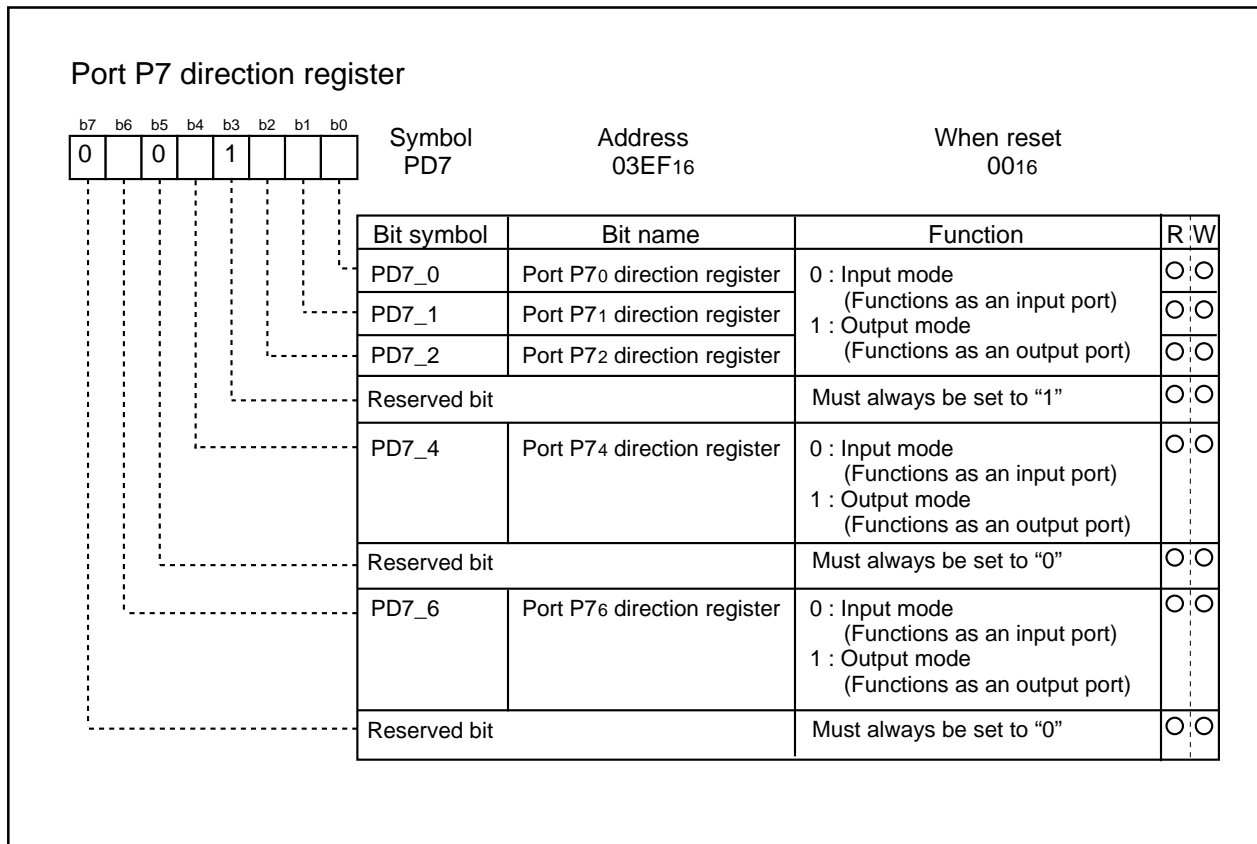 Port P7 direction register
b7 b6 b5 b4 b3 b2 b1 b0
0 0 1
Symbol Address When reset
PD7 03EF16 0016
Bit symbol Bit name Function R W
PD7_0 Port P70 direction register 0 : Input mode
(Functions as an input port)
PD7_1 Port P71 direction register 1 : Output mode
PD7_2 Port P72 direction register (Functions as an output port)
Reserved bit Must always be set to “1”
PD7_4 Port P74 direction register 0 : Input mode
(Functions as an input port)
1 : Output mode
(Functions as an output port)
Reserved bit Must always be set to “0”
PD7_6 Port P76 direction register 0 : Input mode
(Functions as an input port)
1 : Output mode
(Functions as an output port)
Reserved bit Must always be set to “0”